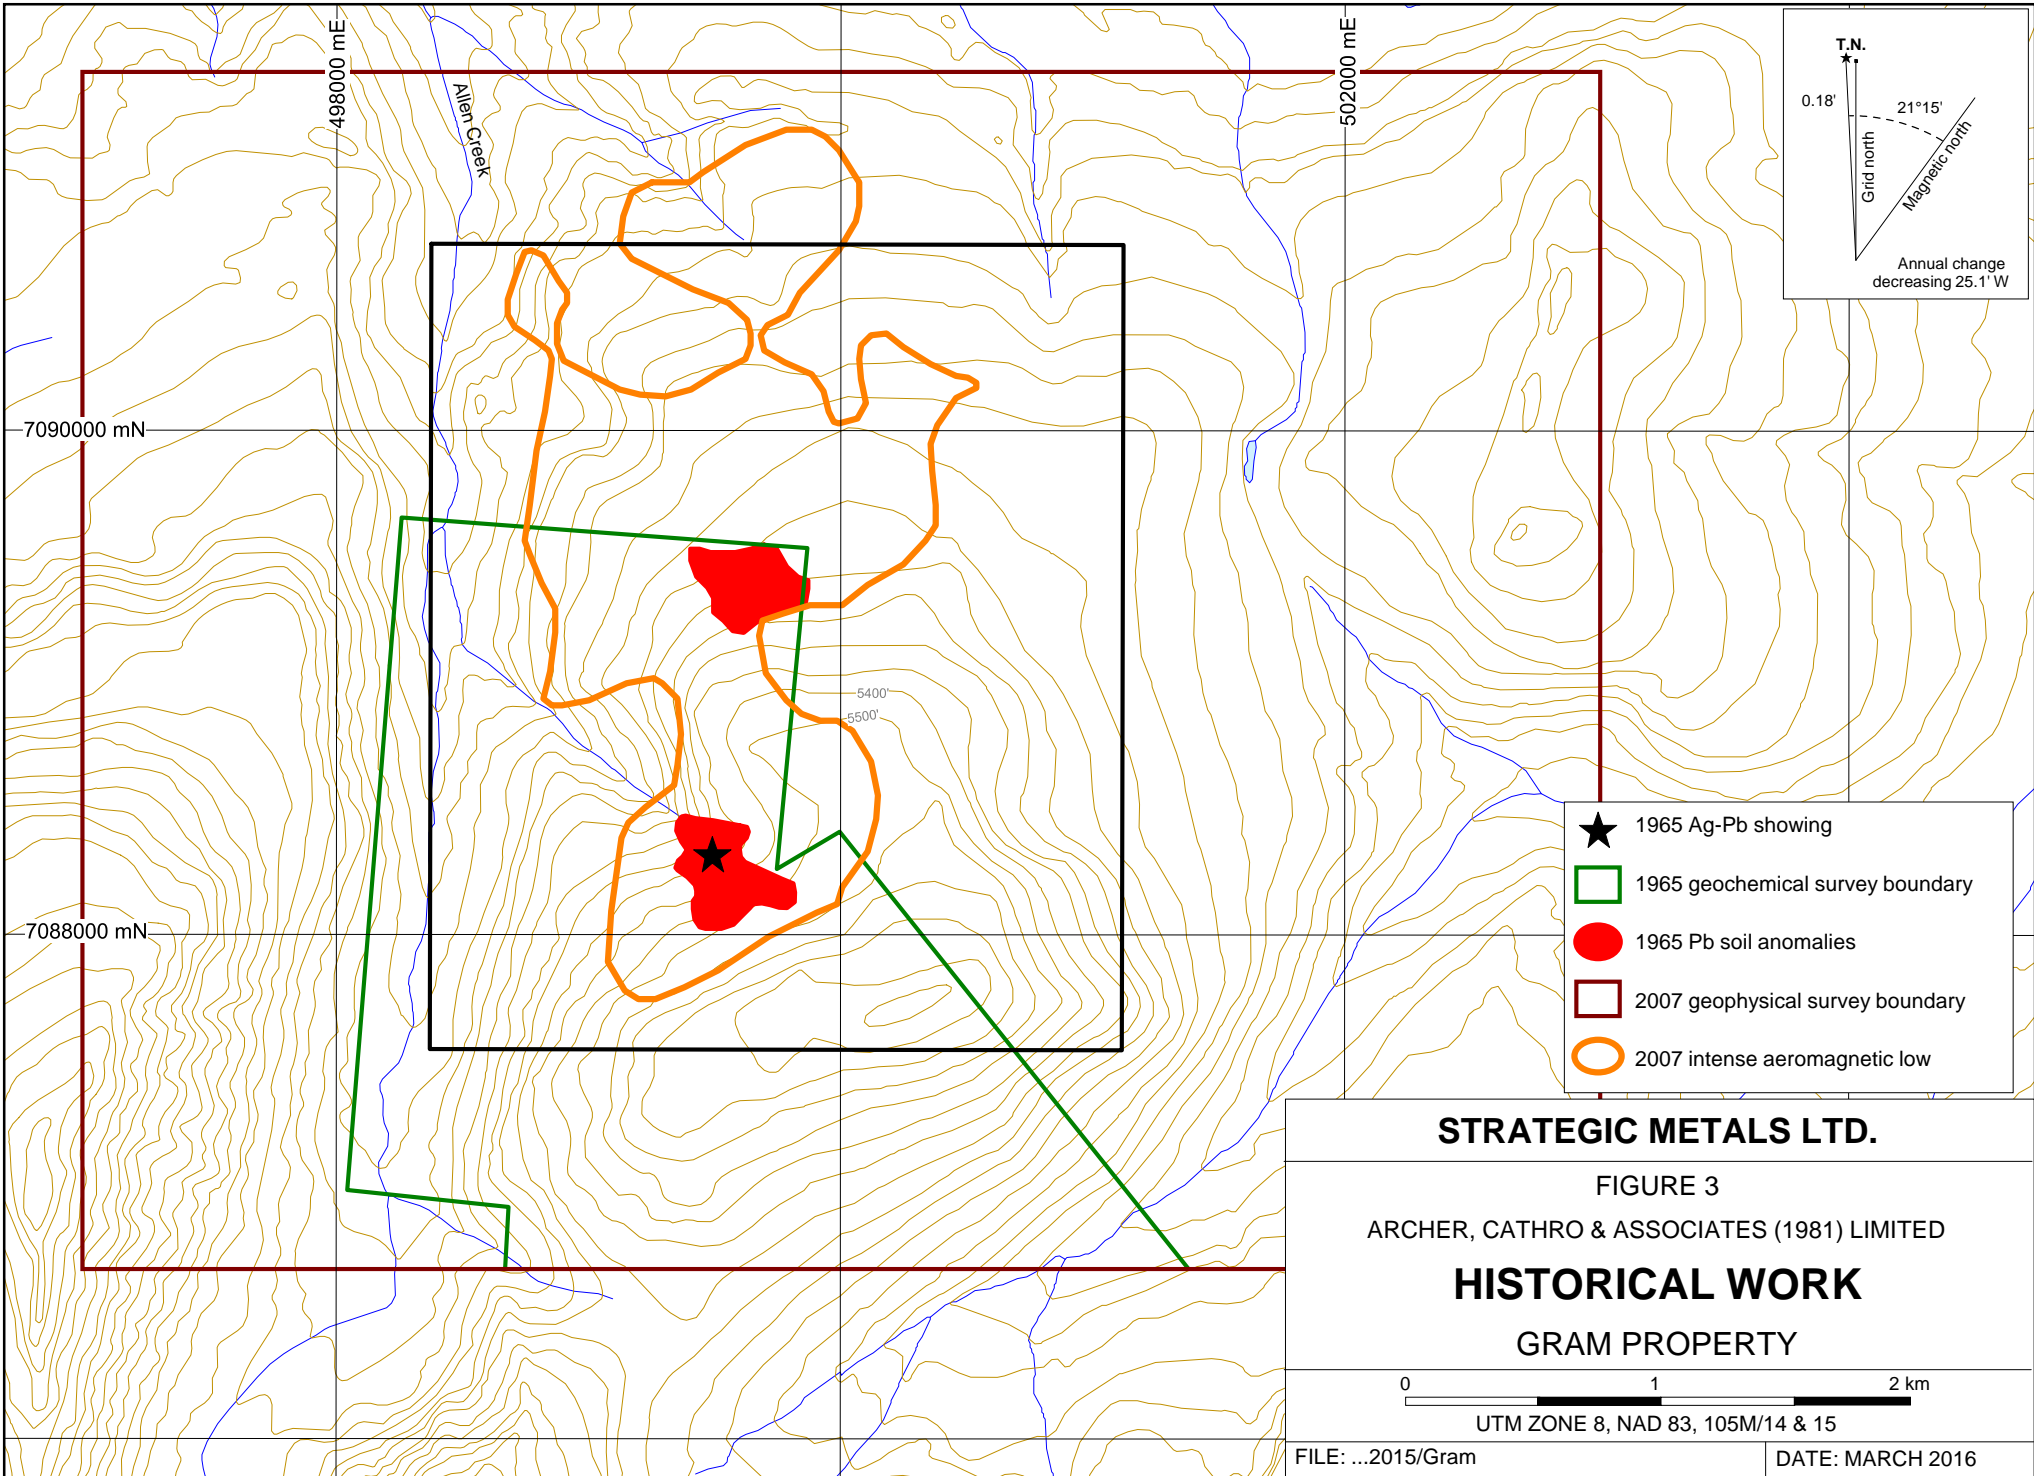 498000 mE
502000 mE
Allen Creek
T.N.
0.18'
21°15'
Grid north
Magnetic north
Annual change
decreasing 25.1' W
7090000 mN
5400'
5500'
7088000 mN
1965 Ag-Pb showing
1965 geochemical survey boundary
1965 Pb soil anomalies
2007 geophysical survey boundary
2007 intense aeromagnetic low
STRATEGIC METALS LTD.
FIGURE 3
ARCHER, CATHRO & ASSOCIATES (1981) LIMITED
HISTORICAL WORK
GRAM PROPERTY
0 1 2 km
UTM ZONE 8, NAD 83, 105M/14 & 15
FILE: ...2015/Gram
DATE: MARCH 2016